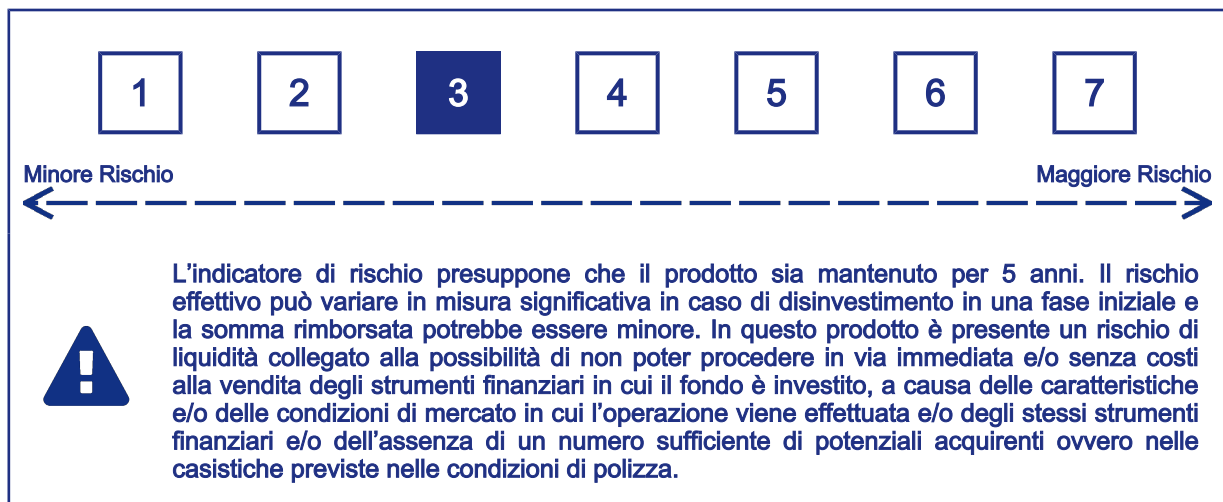 1 2 3 4 5 6 7
Minore Rischio Maggiore Rischio
L'indicatore di rischio presuppone che il prodotto sia mantenuto per 5 anni. Il rischio
effettivo può variare in misura significativa in caso di disinvestimento in una fase iniziale e
la somma rimborsata potrebbe essere minore. In questo prodotto è presente un rischio di
liquidità collegato alla possibilità di non poter procedere in via immediata e/o senza costi
alla vendita degli strumenti finanziari in cui il fondo è investito, a causa delle caratteristiche
e/o delle condizioni di mercato in cui l'operazione viene effettuata e/o degli stessi strumenti
finanziari e/o dell'assenza di un numero sufficiente di potenziali acquirenti ovvero nelle
casistiche previste nelle condizioni di polizza.